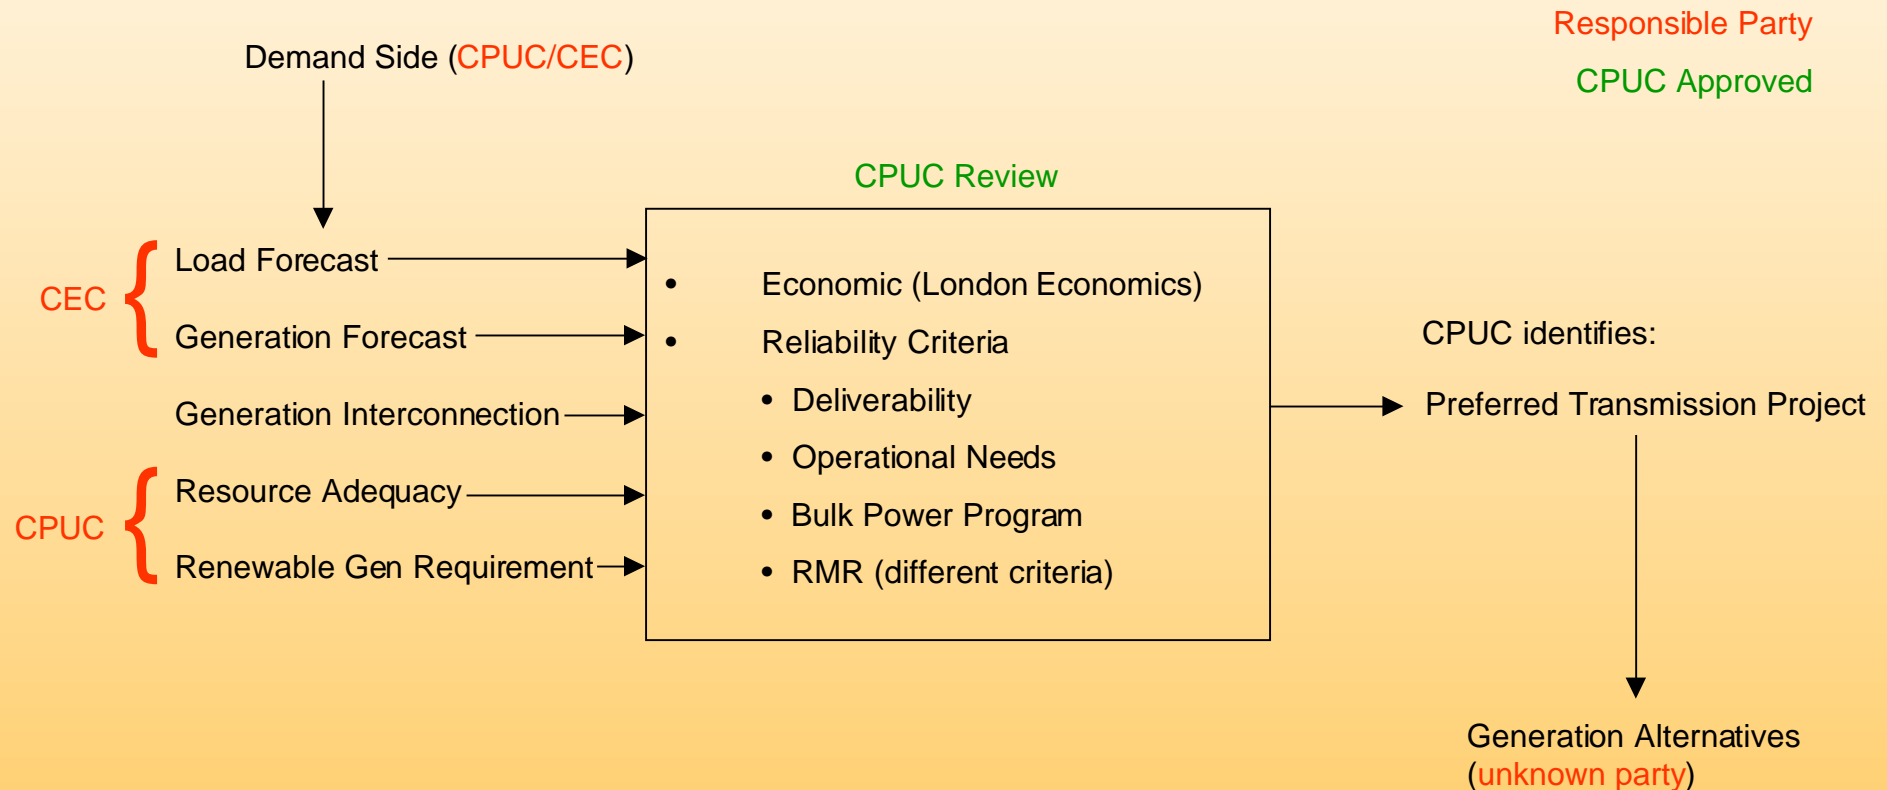 Responsible Party
CPUC Approved
Demand Side (CPUC/CEC)
CEC
Load Forecast
Generation Forecast
Generation Interconnection
CPUC
Resource Adequacy
Renewable Gen Requirement
CPUC Review
• Economic (London Economics)
• Reliability Criteria
• Deliverability
• Operational Needs
• Bulk Power Program
• RMR (different criteria)
CPUC identifies:
Preferred Transmission Project
Generation Alternatives
(unknown party)